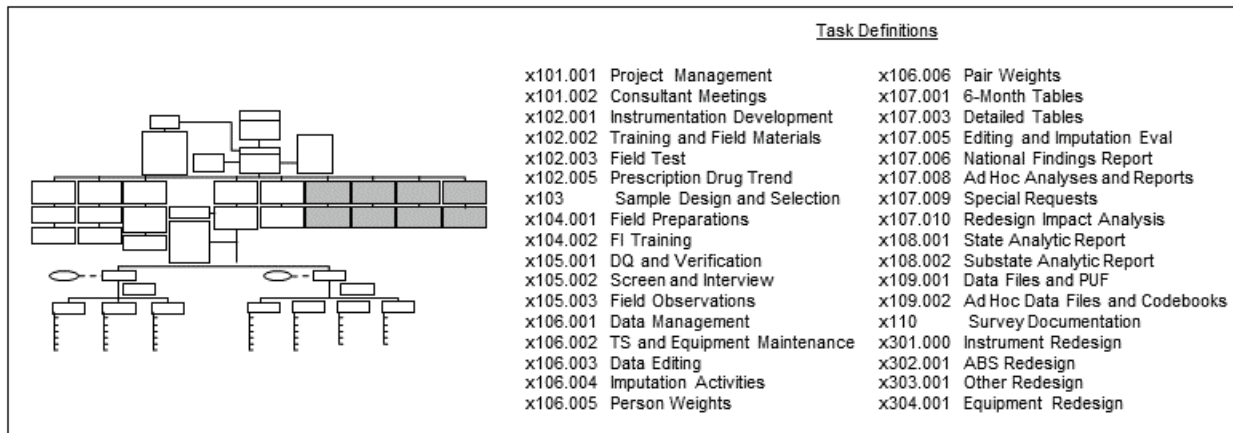 Task Definitions
x101.001 Project Management
x101.002 Consultant Meetings
x102.001 Instrumentation Development
x102.002 Training and Field Materials
x102.003 Field Test
x102.005 Prescription Drug Trend
x103 Sample Design and Selection
x104.001 Field Preparations
x104.002 FI Training
x105.001 DQ and Verification
x105.002 Screen and Interview
x105.003 Field Observations
x106.001 Data Management
x106.002 TS and Equipment Maintenance
x106.003 Data Editing
x106.004 Imputation Activities
x106.005 Person Weights
x106.006 Pair Weights
x107.001 6-Month Tables
x107.003 Detailed Tables
x107.005 Editing and Imputation Eval
x107.006 National Findings Report
x107.008 Ad Hoc Analyses and Reports
x107.009 Special Requests
x107.010 Redesign Impact Analysis
x108.001 State Analytic Report
x108.002 Substate Analytic Report
x109.001 Data Files and PUF
x109.002 Ad Hoc Data Files and Codebooks
x110 Survey Documentation
x301.000 Instrument Redesign
x302.001 ABS Redesign
x303.001 Other Redesign
x304.001 Equipment Redesign